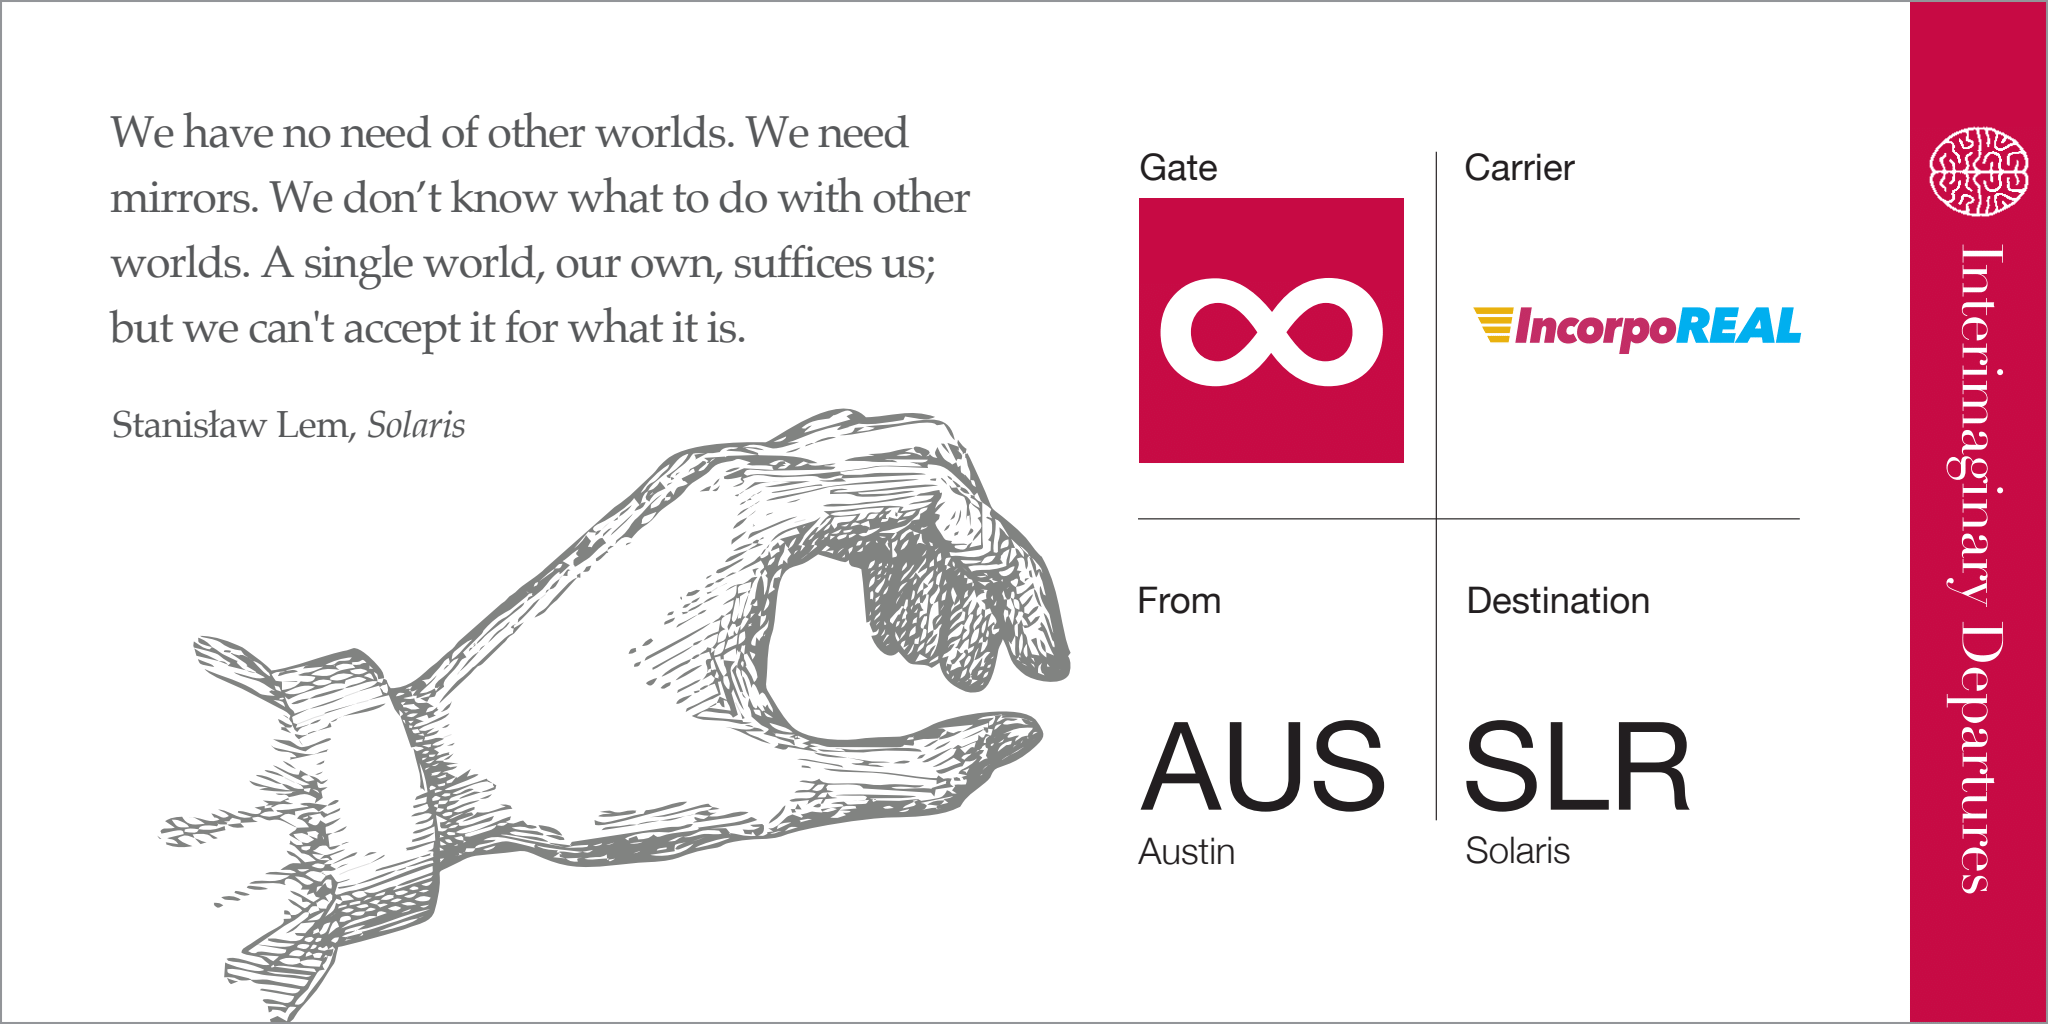 We have no need of other worlds. We need
mirrors. We don’t know what to do with other
worlds. A single world, our own, suffices us;
but we can't accept it for what it is.
Stanisław Lem, Solaris
Gate
∞
Carrier
IncorpoREAL
From
AUS
Austin
Destination
SLR
Solaris
Interimaginary Departures